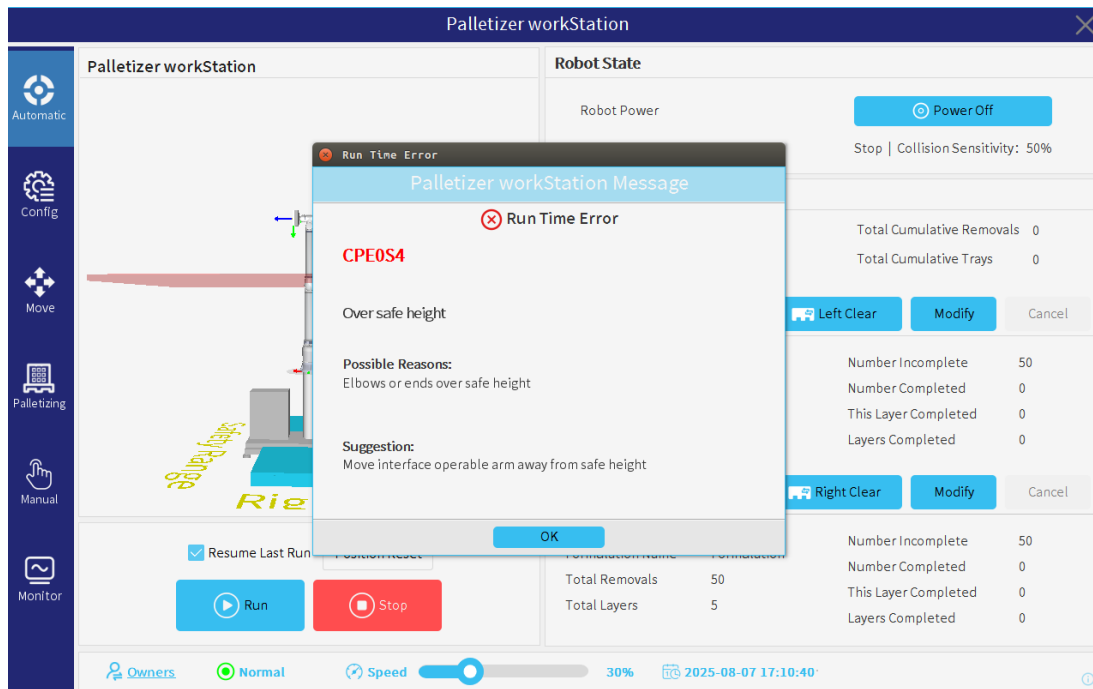 Palletizer workStation
Automatic
Config
Move
Palletizing
Manual
Monitor
Palletizer workStation
Safety Range
Rig
Robot State
Robot Power
Power Off
Stop | Collision Sensitivity: 50%
Total Cumulative Removals 0
Total Cumulative Trays 0
Left Clear Modify Cancel
Number Incomplete 50
Number Completed 0
This Layer Completed 0
Layers Completed 0
Right Clear Modify Cancel
Formulation Name Formulation
Number Incomplete 50
Number Completed 0
Total Removals 50
This Layer Completed 0
Total Layers 5
Layers Completed 0
Run Time Error
Palletizer workStation Message
Run Time Error
CPE0S4
Over safe height
Possible Reasons:
Elbows or ends over safe height
Suggestion:
Move interface operable arm away from safe height
OK
Resume Last Run Position Reset
Run Stop
Owners Normal Speed 30% 2025-08-07 17:10:40